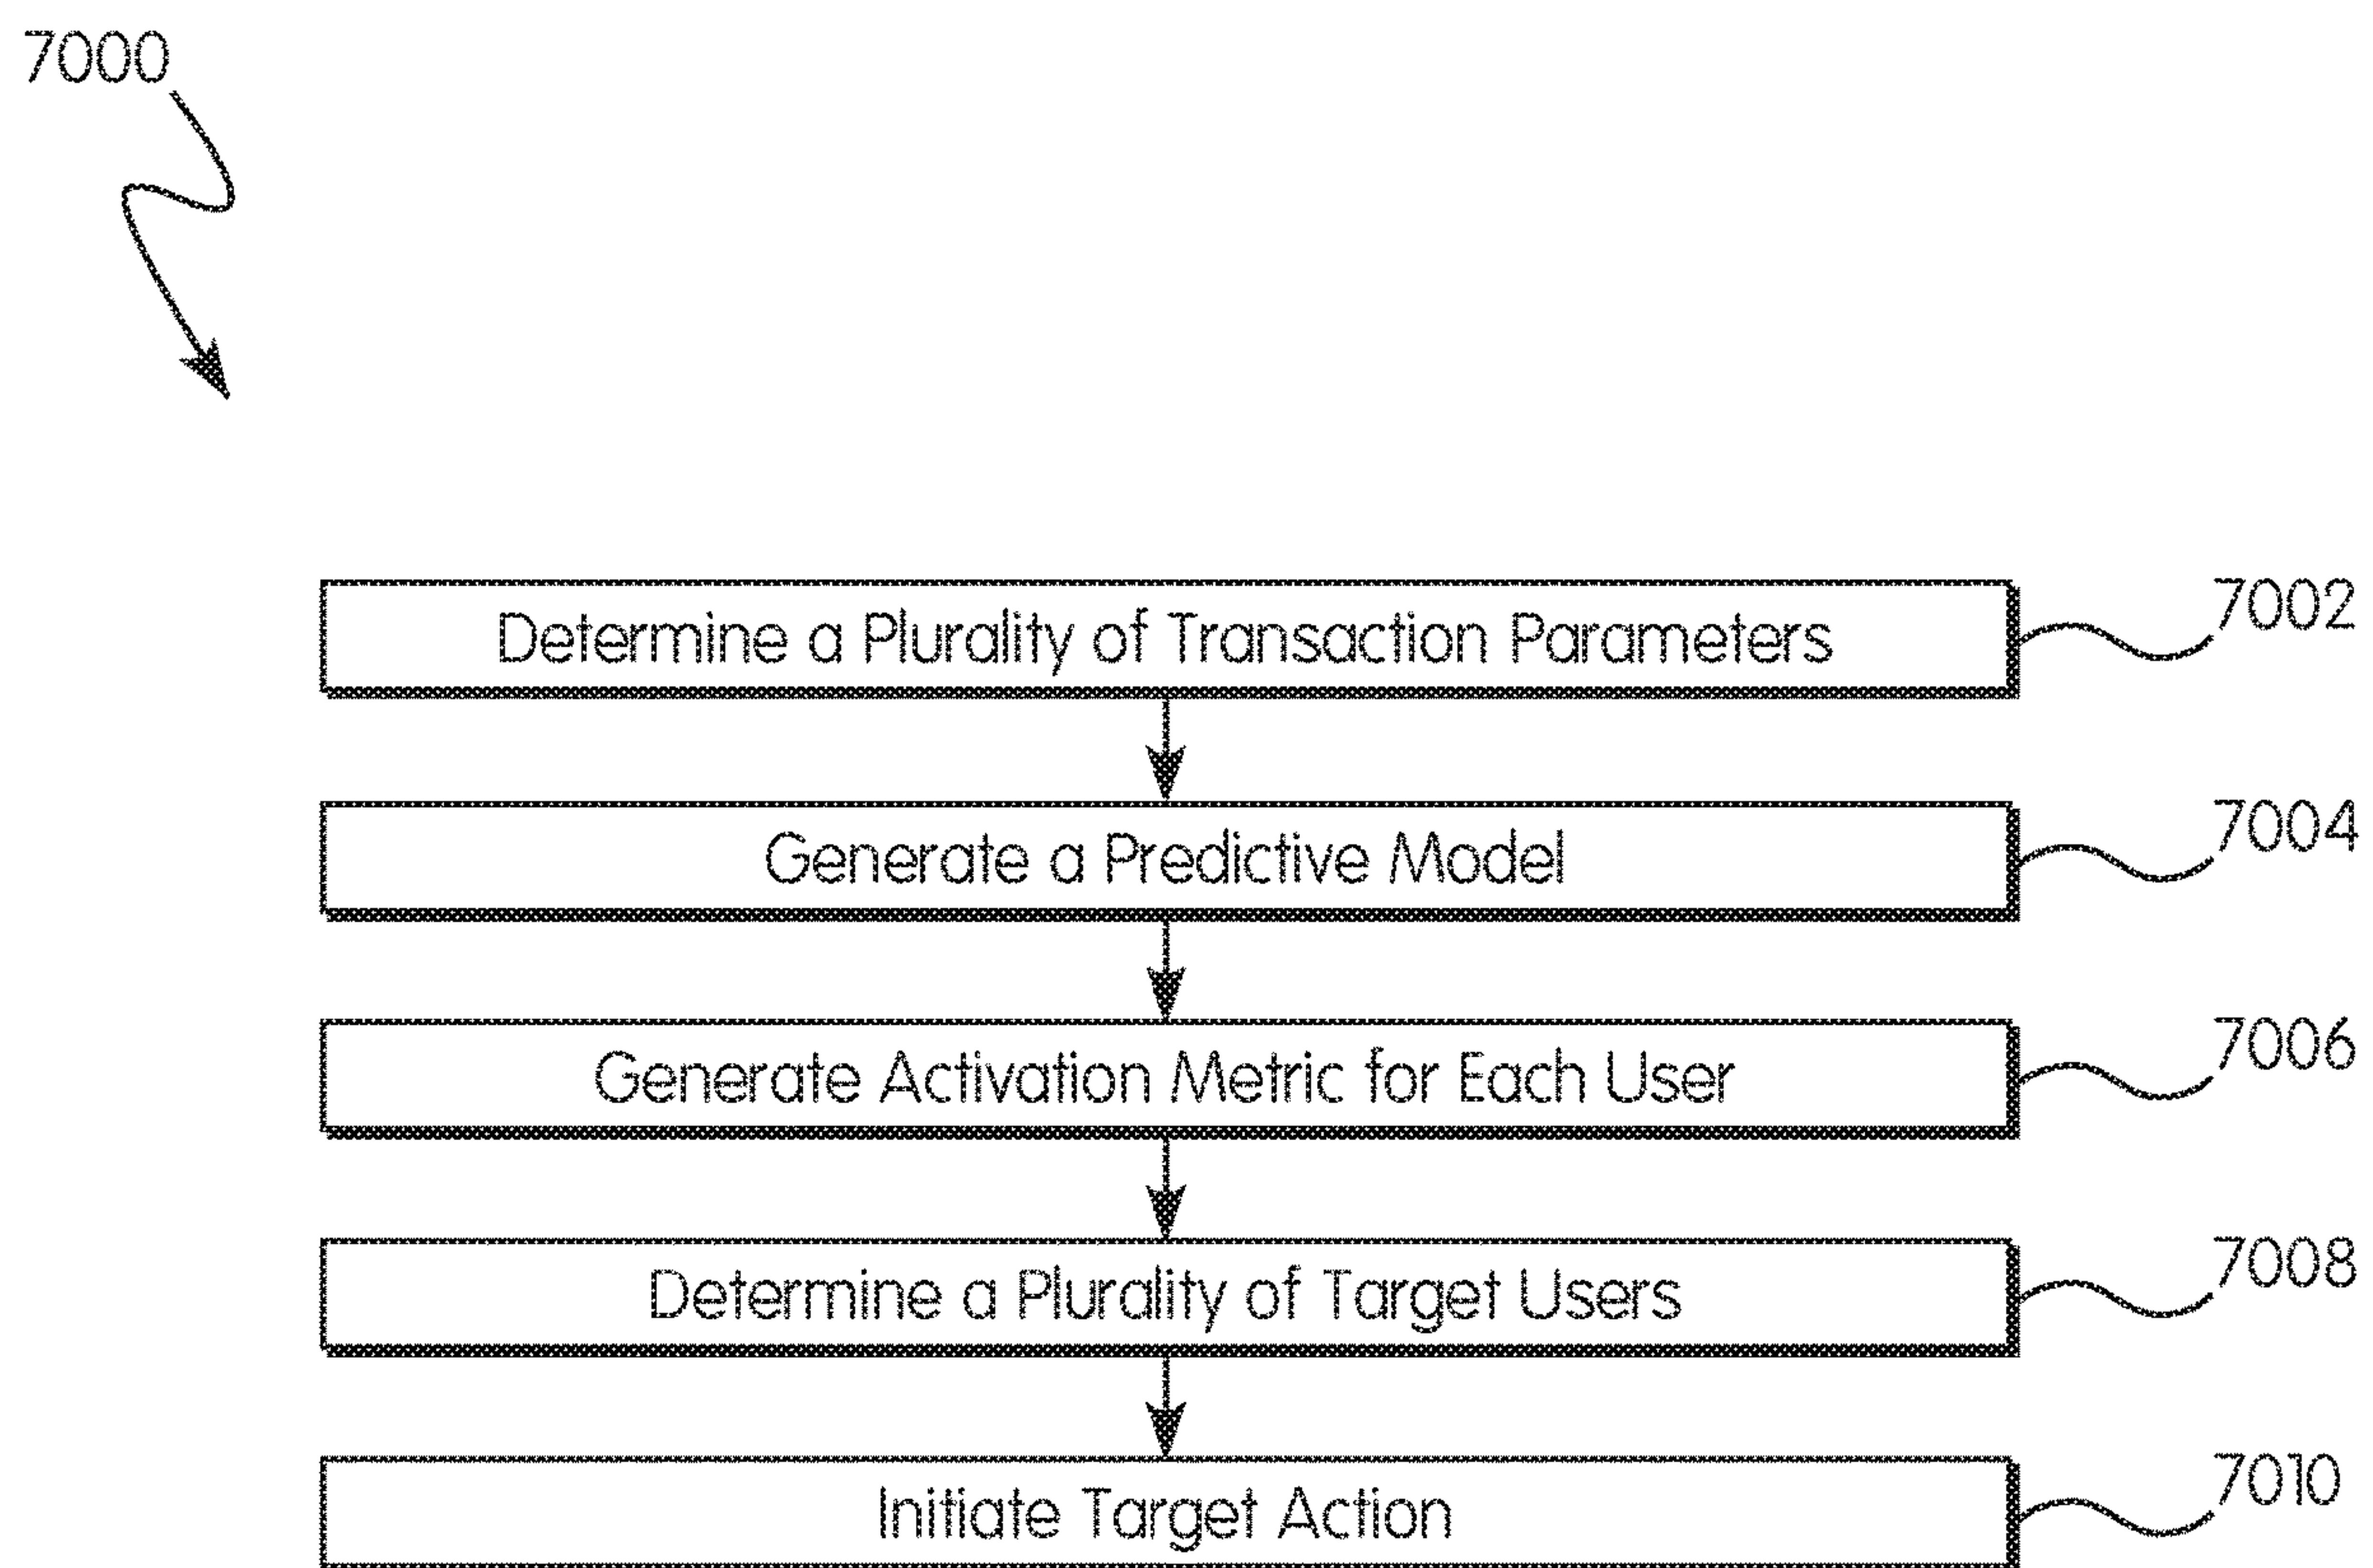 7000
Determine a Plurality of Transaction Parameters
7002
Generate a Predictive Model
7004
Generate Activation Metric for Each User
7006
Determine a Plurality of Target Users
7008
Initiate Target Action
7010